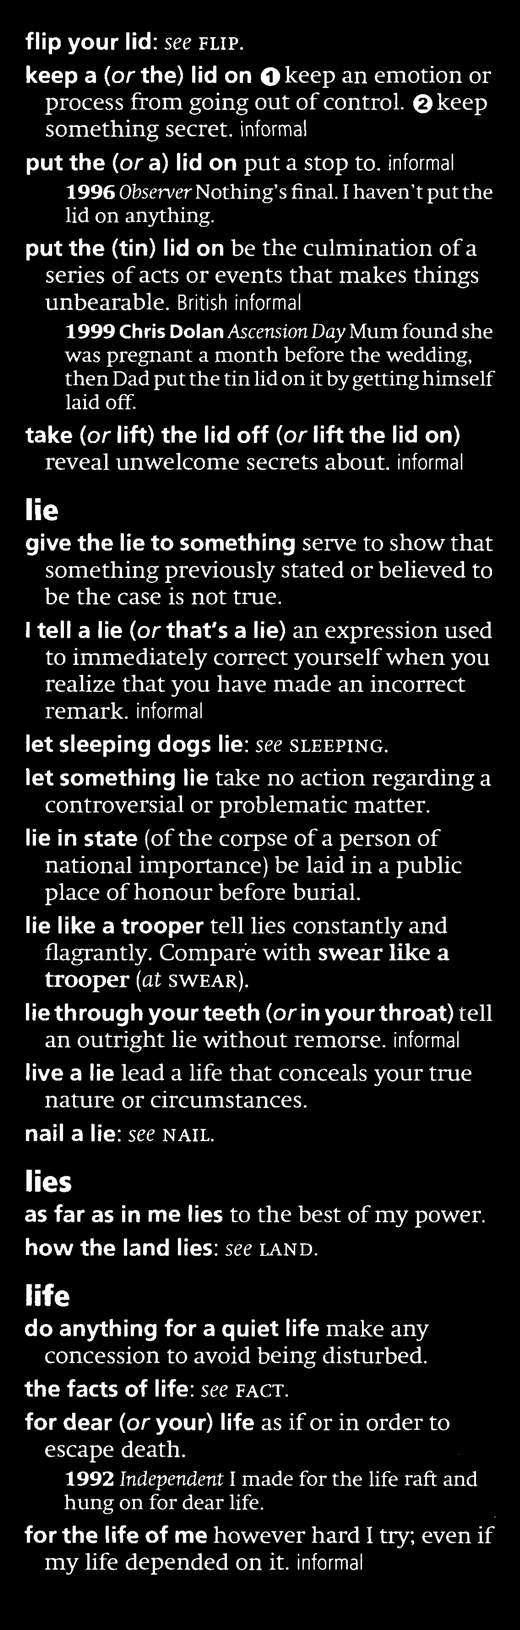 flip your lid: see FLIP.
keep a (or the) lid on ❶ keep an emotion or
process from going out of control. ❷ keep
something secret. informal
put the (or a) lid on put a stop to. informal
1996 Observer Nothing's final. I haven't put the
lid on anything.
put the (tin) lid on be the culmination of a
series of acts or events that makes things
unbearable. British informal
1999 Chris Dolan Ascension Day Mum found she
was pregnant a month before the wedding,
then Dad put the tin lid on it by getting himself
laid off.
take (or lift) the lid off (or lift the lid on)
reveal unwelcome secrets about. informal
lie
give the lie to something serve to show that
something previously stated or believed to
be the case is not true.
I tell a lie (or that's a lie) an expression used
to immediately correct yourself when you
realize that you have made an incorrect
remark. informal
let sleeping dogs lie: see SLEEPING.
let something lie take no action regarding a
controversial or problematic matter.
lie in state (of the corpse of a person of
national importance) be laid in a public
place of honour before burial.
lie like a trooper tell lies constantly and
flagrantly. Compare with swear like a
trooper (at SWEAR).
lie through your teeth (or in your throat) tell
an outright lie without remorse. informal
live a lie lead a life that conceals your true
nature or circumstances.
nail a lie: see NAIL.
lies
as far as in me lies to the best of my power.
how the land lies: see LAND.
life
do anything for a quiet life make any
concession to avoid being disturbed.
the facts of life: see FACT.
for dear (or your) life as if or in order to
escape death.
1992 Independent I made for the life raft and
hung on for dear life.
for the life of me however hard I try; even if
my life depended on it. informal